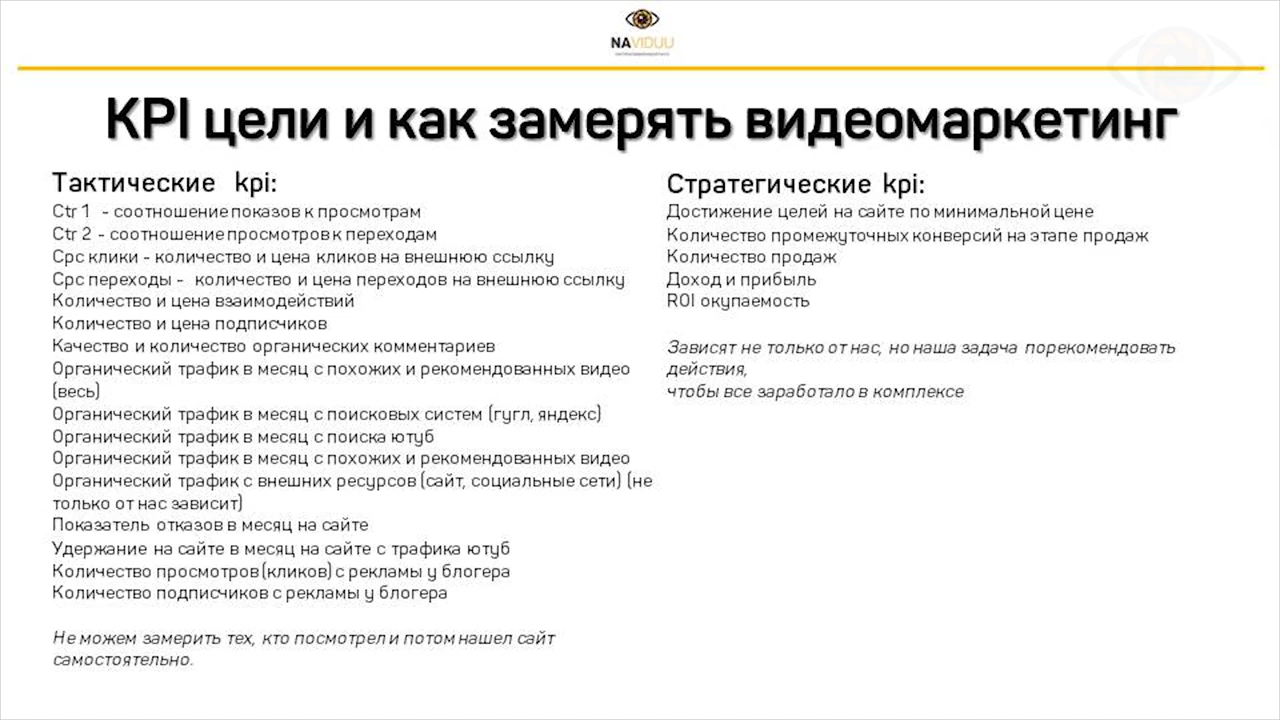 NAVIDUU
KPI цели и как замерять видеомаркетинг
Тактические kpi:
Ctr 1 - соотношение показов к просмотрам
Ctr 2 - соотношение просмотров к переходам
Cpc клики - количество и цена кликов на внешнюю ссылку
Cpc переходы - количество и цена переходов на внешнюю ссылку
Количество и цена взаимодействий
Количество и цена подписчиков
Качество и количество органических комментариев
Органический трафик в месяц с похожих и рекомендованных видео
(весь)
Органический трафик в месяц с поисковых систем (гугл, яндекс)
Органический трафик в месяц с поиска ютуб
Органический трафик в месяц с похожих и рекомендованных видео
Органический трафик с внешних ресурсов (сайт, социальные сети) (не
только от нас зависит)
Показатель отказов в месяц на сайте
Удержание на сайте в месяц на сайте с трафика ютуб
Количество просмотров (кликов) с рекламы у блогера
Количество подписчиков с рекламы у блогера
Не можем замерить тех, кто посмотрел и потом нашел сайт
самостоятельно.
Стратегические kpi:
Достижение целей на сайте по минимальной цене
Количество промежуточных конверсий на этапе продаж
Количество продаж
Доход и прибыль
ROI окупаемость
Зависят не только от нас, но наша задача порекомендовать
действия,
чтобы все заработало в комплексе